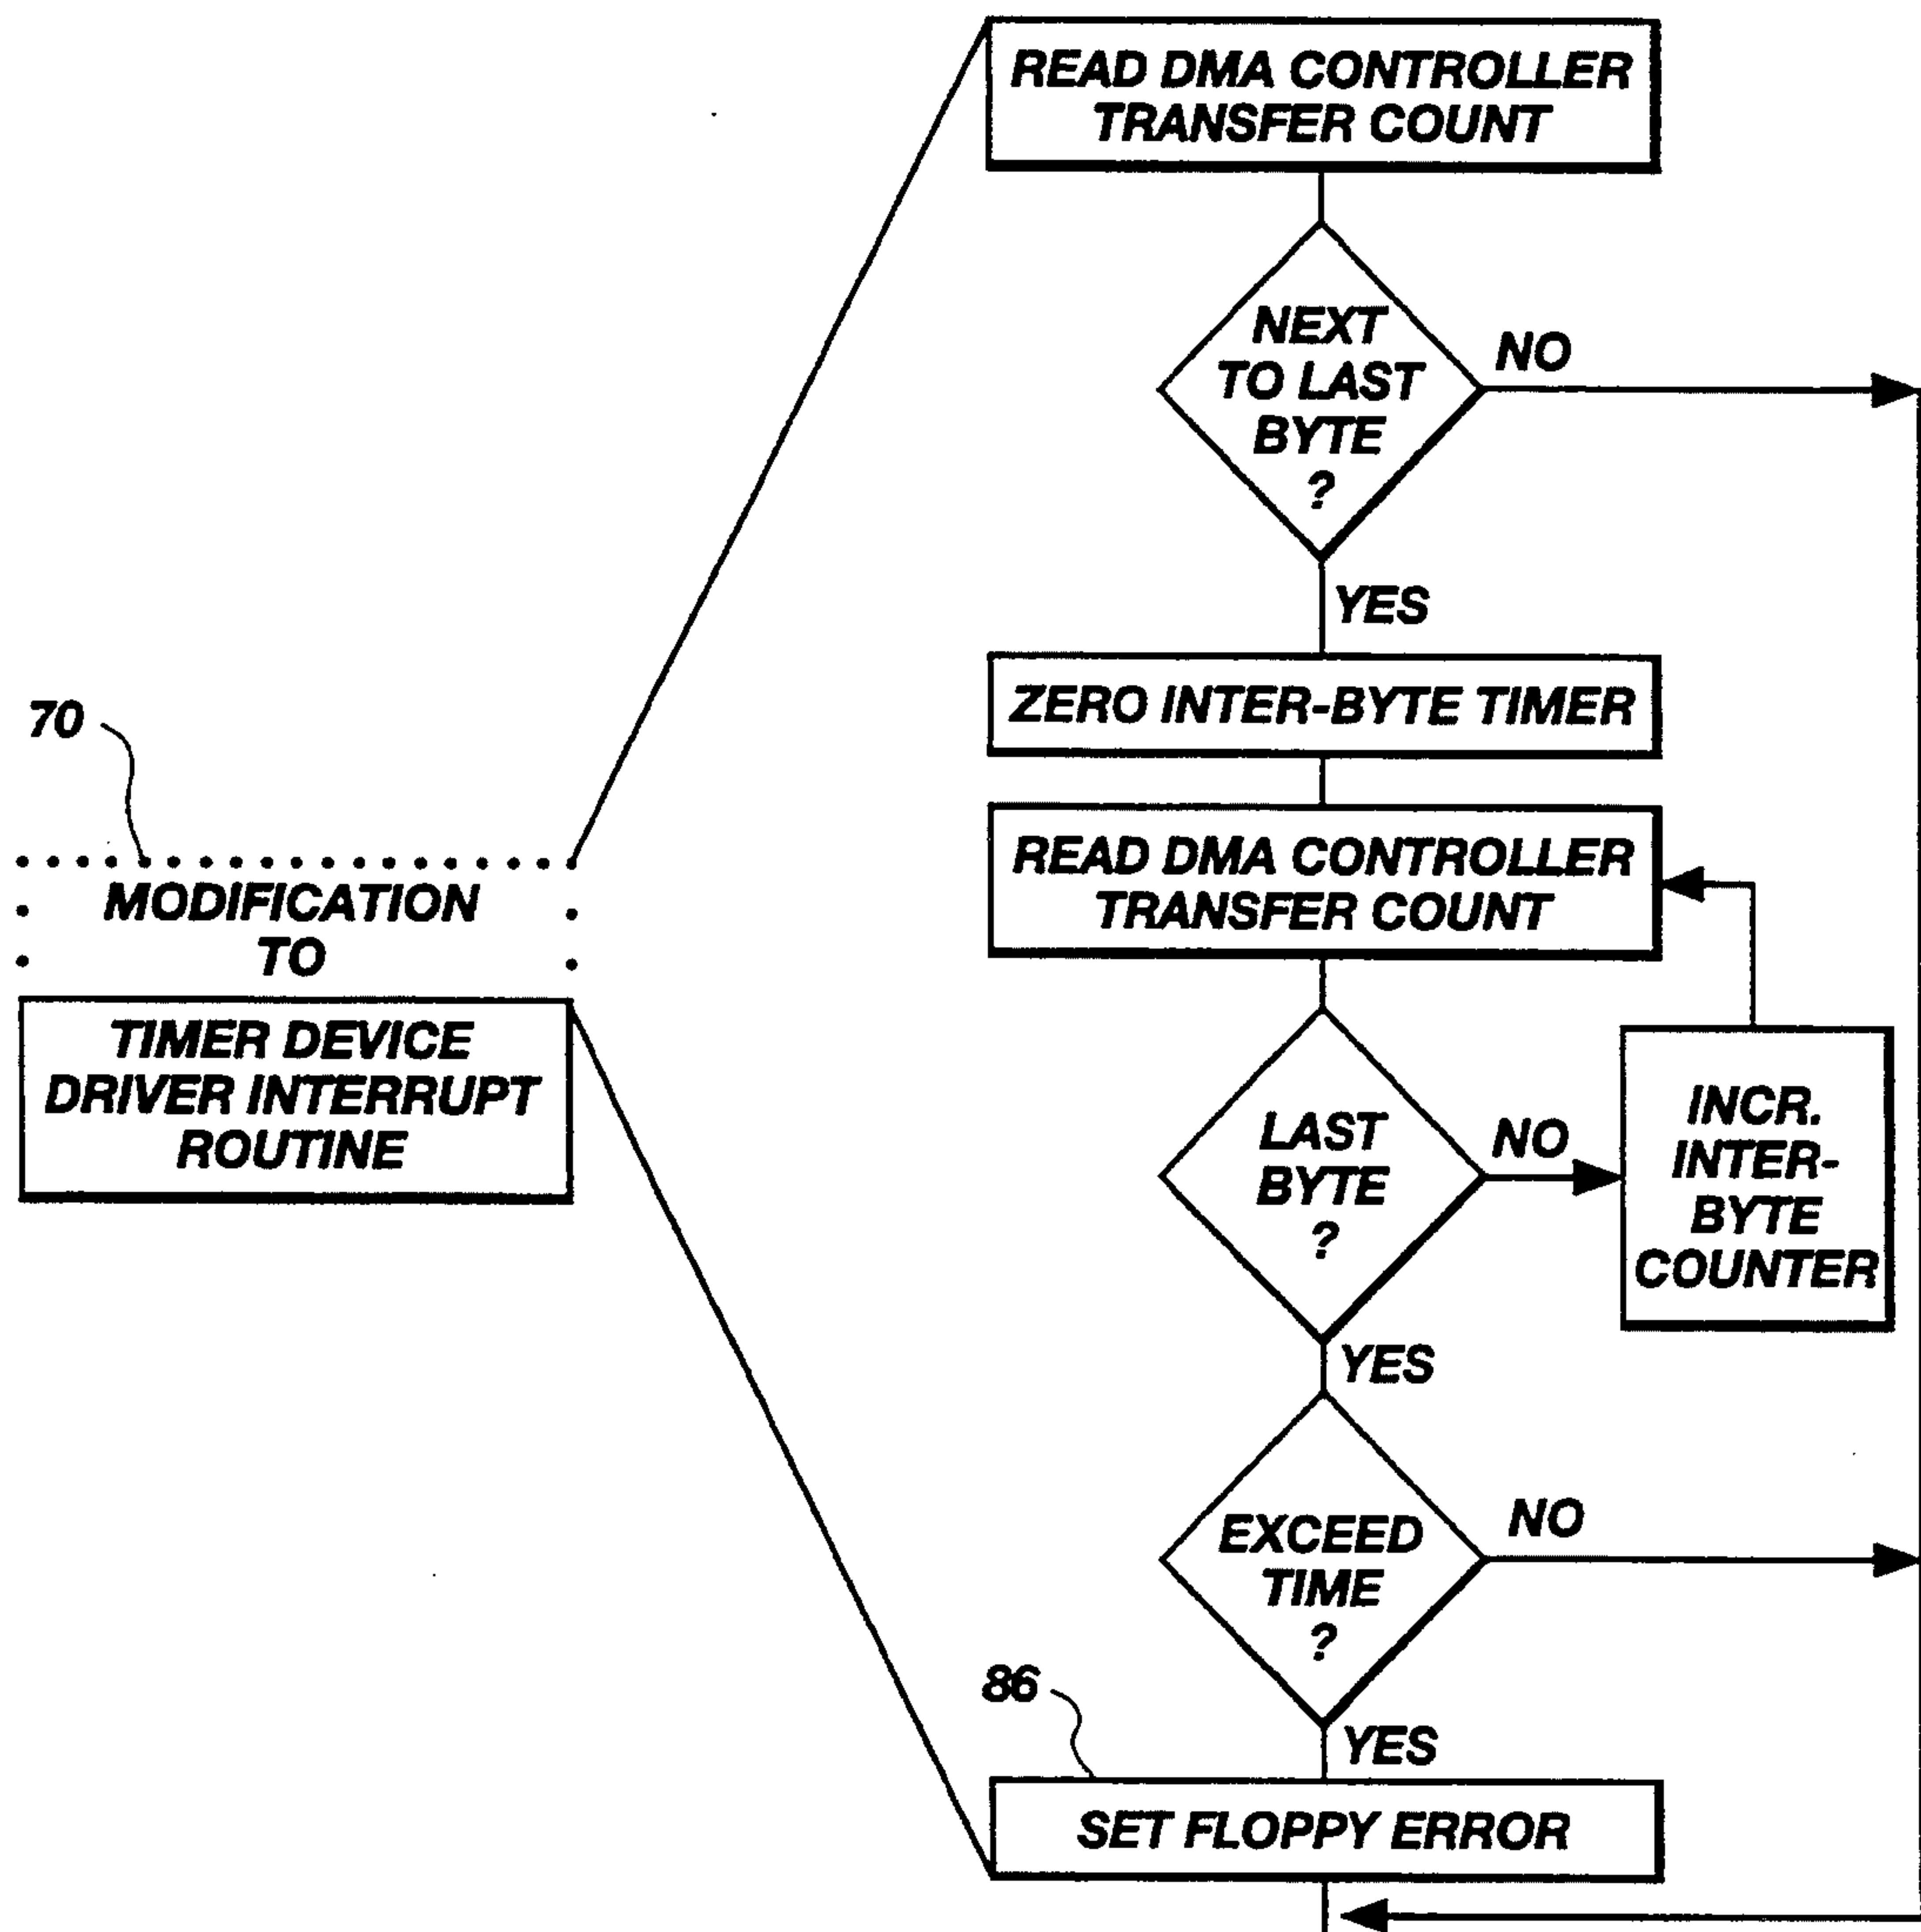 READ DMA CONTROLLER
TRANSFER COUNT
NEXT
TO LAST
BYTE
?
NO
YES
ZERO INTER-BYTE TIMER
70
READ DMA CONTROLLER
TRANSFER COUNT
MODIFICATION
TO
TIMER DEVICE
DRIVER INTERRUPT
ROUTINE
LAST
BYTE
?
NO
INCR.
INTER-
BYTE
COUNTER
YES
EXCEED
TIME
?
NO
86
YES
SET FLOPPY ERROR